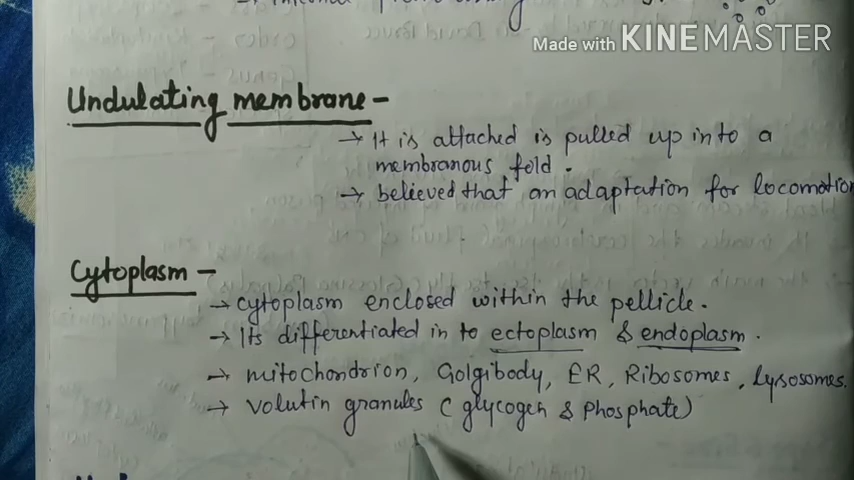 Made with KINEMASTER
Undulating membrane -
→ It is attached is pulled up into a
membranous fold.
→ believed that an adaptation for locomotion
Cytoplasm -
→ cytoplasm enclosed within the pellicle.
→ Its differentiated in to ectoplasm & endoplasm.
→ mitochondrion, Golgibody, ER, Ribosomes, lysosomes.
→ Volutin granules (glycogen & phosphate)